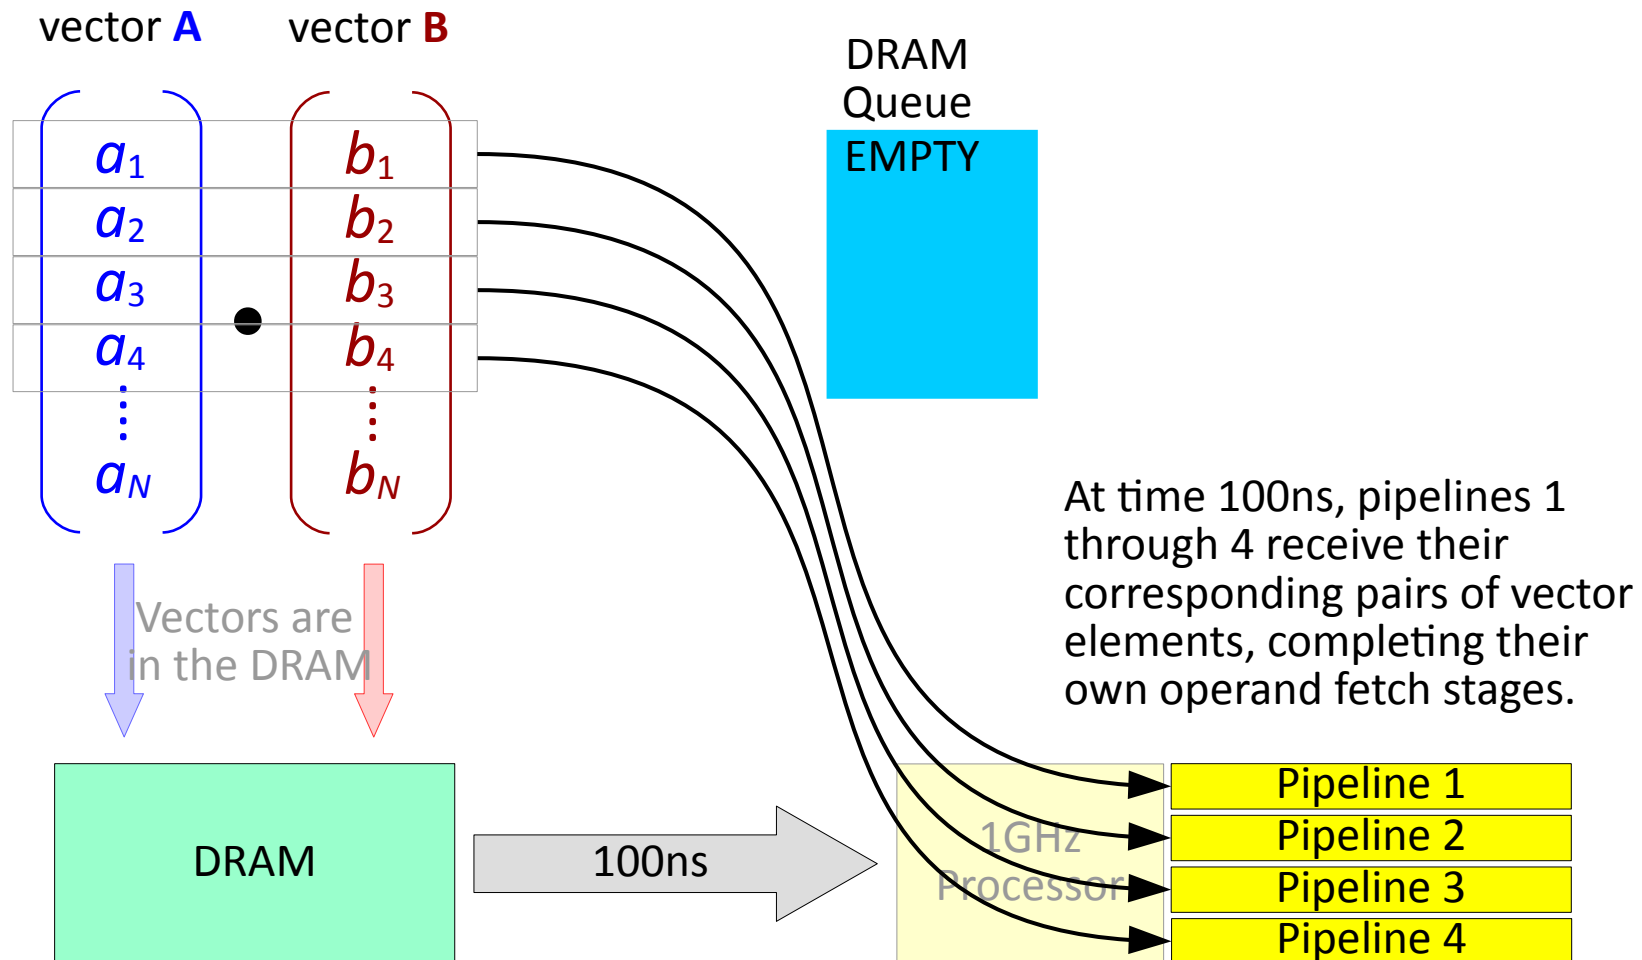 vector A
vector B
a1
a2
a3
a4
aN
b1
b2
b3
b4
bN
DRAM
Queue
EMPTY
At time 100ns, pipelines 1
through 4 receive their
corresponding pairs of vector
elements, completing their
own operand fetch stages.
Vectors are
in the DRAM
DRAM
100ns
1GHz
Processor
Pipeline 1
Pipeline 2
Pipeline 3
Pipeline 4